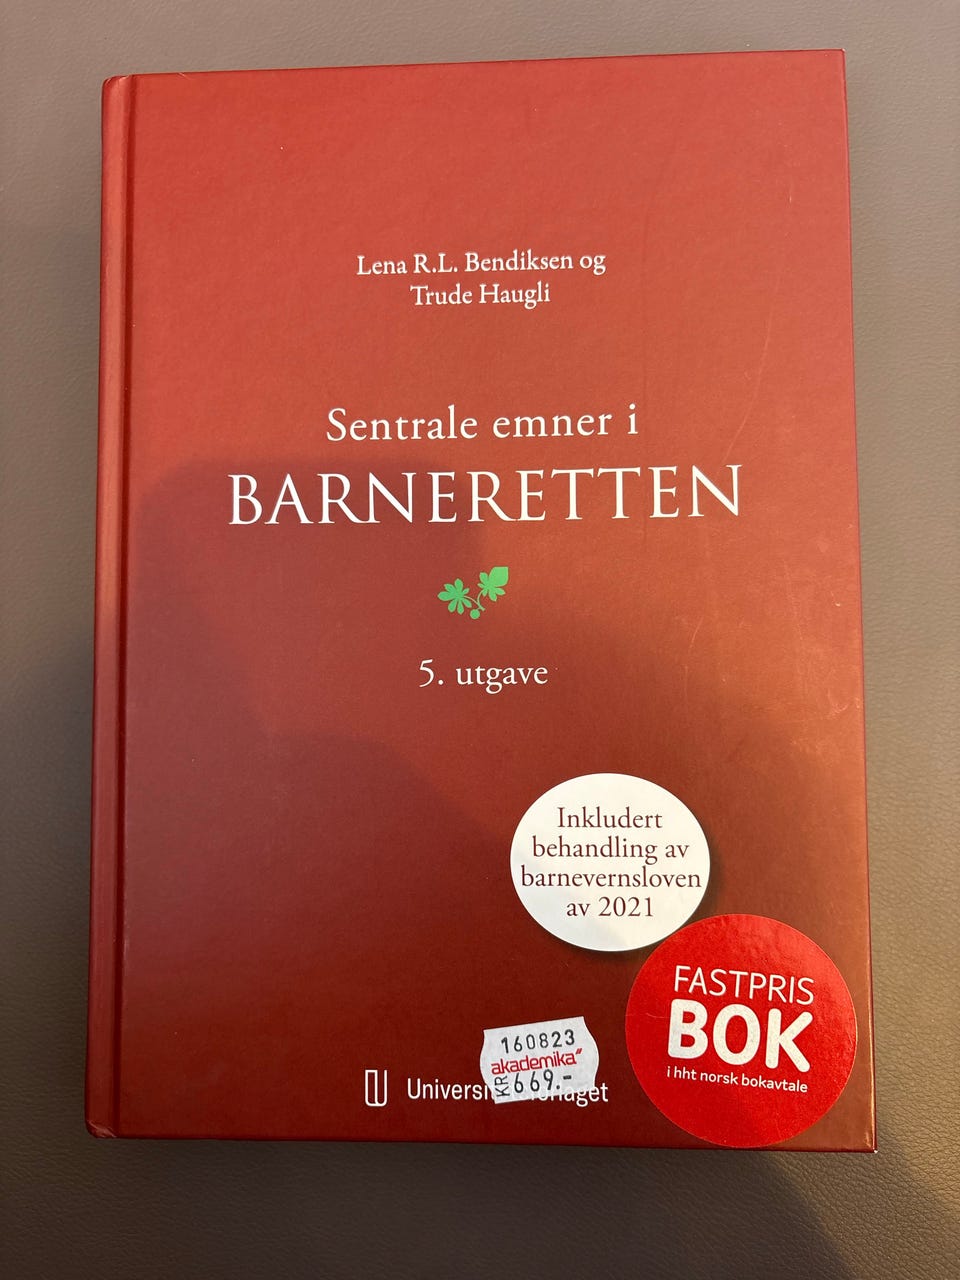 Lena R.L. Bendiksen og
Trude Haugli
Sentrale emner i
BARNERETTEN
5. utgave
Inkludert
behandling av
barnevernsloven
av 2021
FASTPRIS
BOK
i hht norsk bokavtale
160823
akademika
KR 669.-